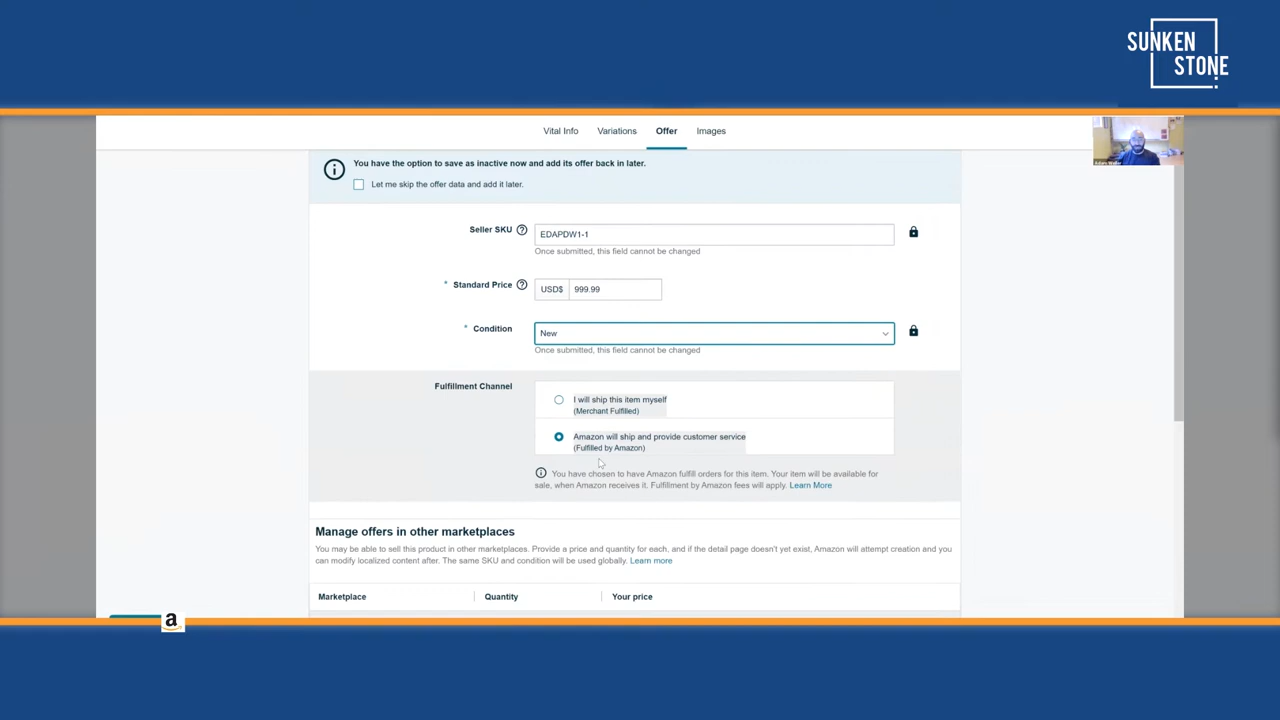 SUNKEN
STONE
Vital Info
Variations
Offer
Images
You have the option to save as inactive now and add its offer back in later.
Let me skip the offer data and add it later.
Seller SKU
EDAPDW1-1
Once submitted, this field cannot be changed
* Standard Price
USD$
999.99
* Condition
New
Once submitted, this field cannot be changed
Fulfillment Channel
I will ship this item myself
(Merchant Fulfilled)
Amazon will ship and provide customer service
(Fulfilled by Amazon)
You have chosen to have Amazon fulfill orders for this item. Your item will be available for
sale, when Amazon receives it. Fulfillment by Amazon fees will apply. Learn More
Manage offers in other marketplaces
You may be able to sell this product in other marketplaces. Provide a price and quantity for each, and if the detail page doesn't yet exist, Amazon will attempt creation and you
can modify localized content after. The same SKU and condition will be used globally. Learn more
Marketplace
Quantity
Your price
a